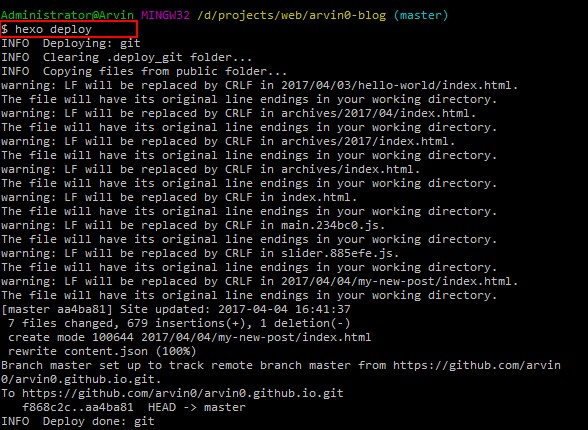 Administrator@Arvin MINGW32 /d/projects/web/arvin0-blog (master)
$ hexo deploy
INFO  Deploying: git
INFO  Clearing .deploy_git folder...
INFO  Copying files from public folder...
warning: LF will be replaced by CRLF in 2017/04/03/hello-world/index.html.
The file will have its original line endings in your working directory.
warning: LF will be replaced by CRLF in archives/2017/04/index.html.
The file will have its original line endings in your working directory.
warning: LF will be replaced by CRLF in archives/2017/index.html.
The file will have its original line endings in your working directory.
warning: LF will be replaced by CRLF in archives/index.html.
The file will have its original line endings in your working directory.
warning: LF will be replaced by CRLF in index.html.
The file will have its original line endings in your working directory.
warning: LF will be replaced by CRLF in main.234bc0.js.
The file will have its original line endings in your working directory.
warning: LF will be replaced by CRLF in slider.885efe.js.
The file will have its original line endings in your working directory.
warning: LF will be replaced by CRLF in 2017/04/04/my-new-post/index.html.
The file will have its original line endings in your working directory.
[master aa4ba81] Site updated: 2017-04-04 16:41:37
 7 files changed, 679 insertions(+), 1 deletion(-)
 create mode 100644 2017/04/04/my-new-post/index.html
 rewrite content.json (100%)
Branch master set up to track remote branch master from https://github.com/arvin
0/arvin0.github.io.git.
To https://github.com/arvin0/arvin0.github.io.git
   f868c2c..aa4ba81  HEAD -> master
INFO  Deploy done: git